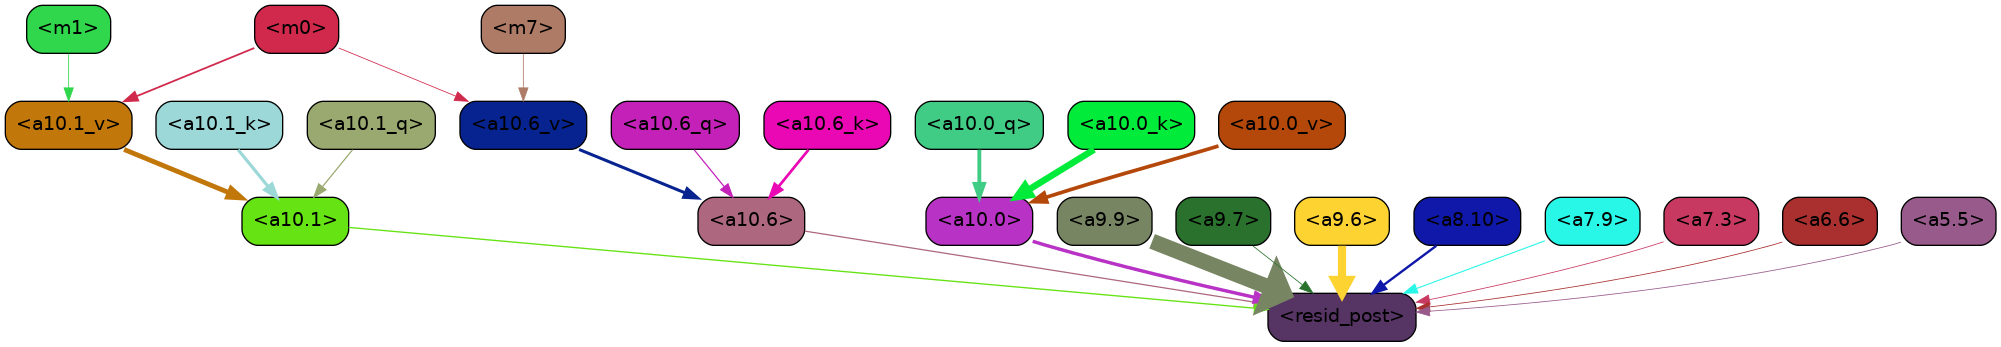 <m1> <m0> <m7>
<a10.1_v> <a10.1_k> <a10.1_q> <a10.6_v> <a10.6_q> <a10.6_k> <a10.0_q> <a10.0_k> <a10.0_v>
<a10.1> <a10.6> <a10.0> <a9.9> <a9.7> <a9.6> <a8.10> <a7.9> <a7.3> <a6.6> <a5.5>
<resid_post>